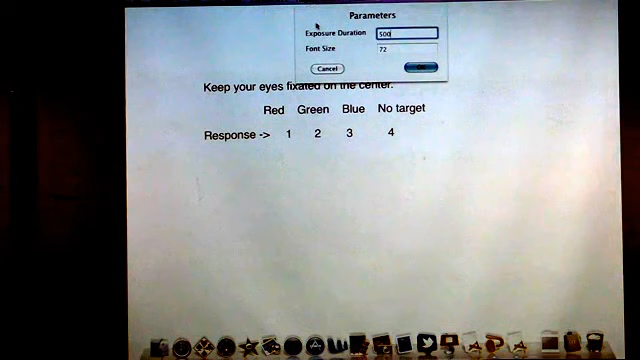 Parameters
Exposure Duration 500
Font Size 72
Cancel OK
Keep your eyes fixated on the center.
Red Green Blue No target
Response -> 1 2 3 4